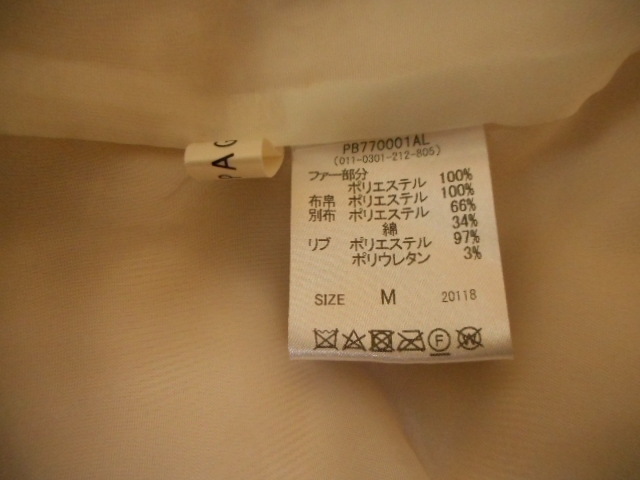 PAG
PB770001AL
(011-0301-212-805)
ファー部分
ポリエステル 100%
布帛 ポリエステル 100%
別布 ポリエステル 66%
綿 34%
リブ ポリエステル 97%
ポリウレタン 3%
SIZE M 20118
F W